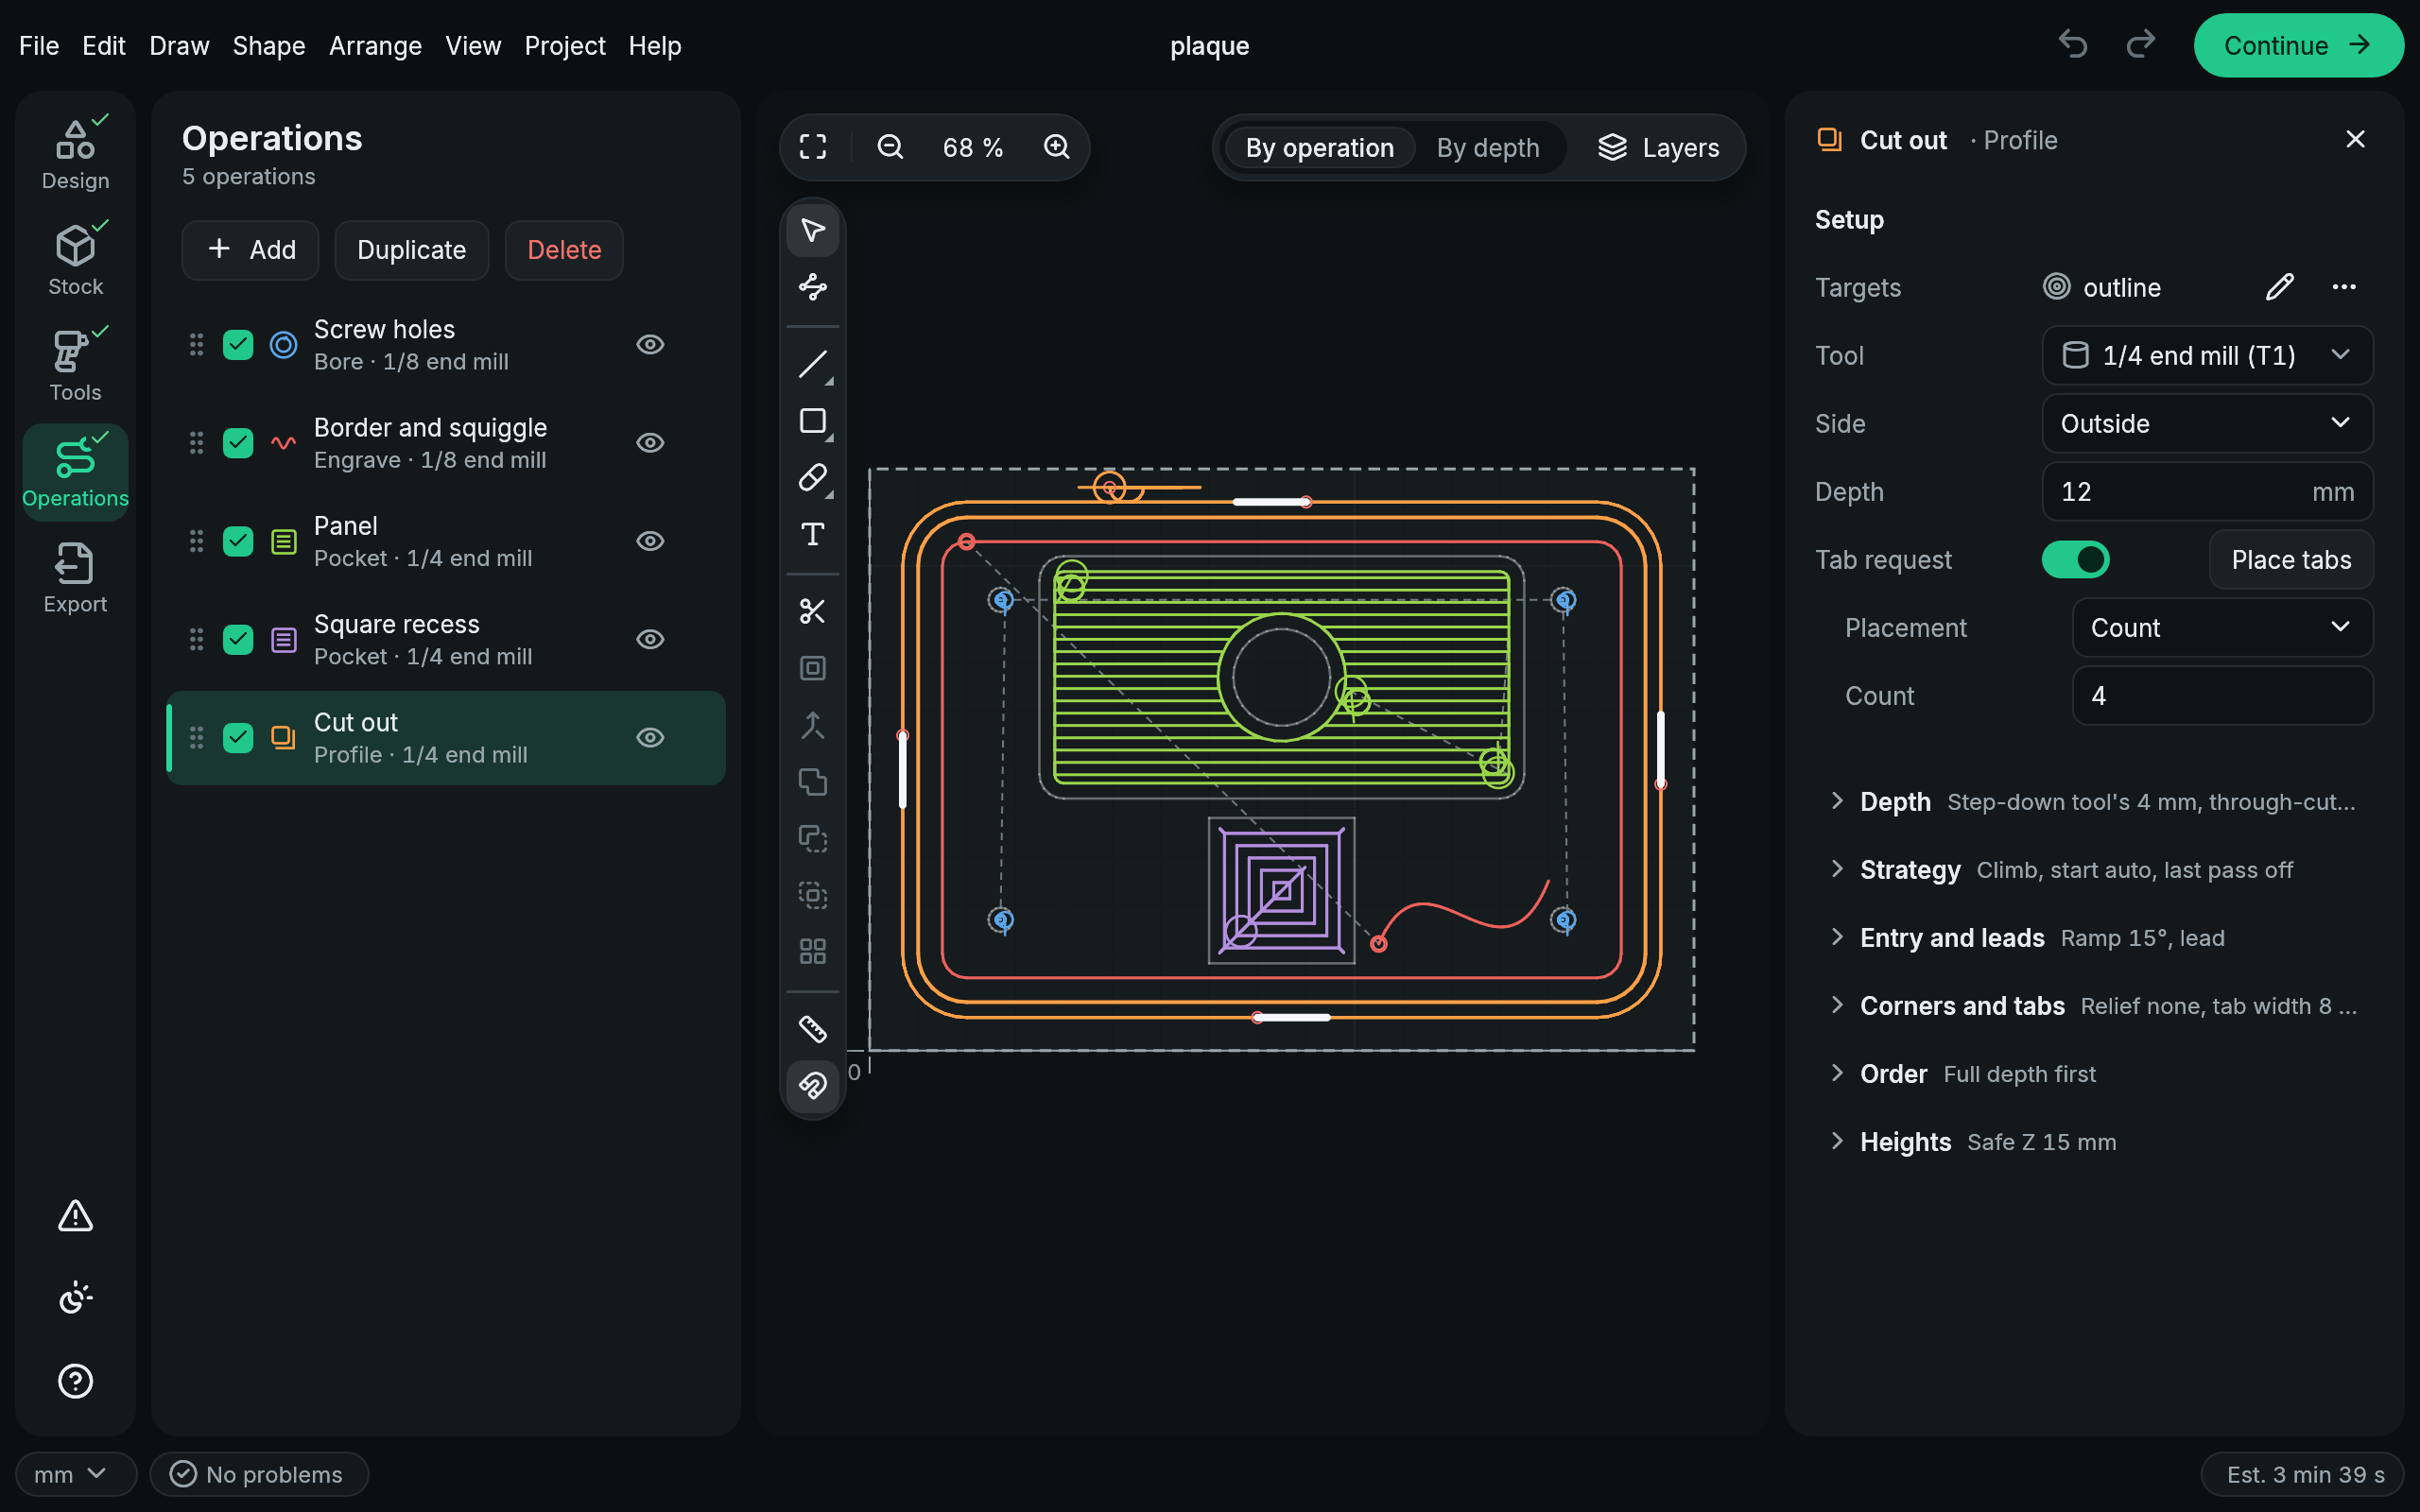 File Edit Draw Shape Arrange View Project Help
plaque
Continue
Design
Stock
Tools
Operations
Export
Operations
5 operations
Add
Duplicate
Delete
Screw holes
Bore · 1/8 end mill
Border and squiggle
Engrave · 1/8 end mill
Panel
Pocket · 1/4 end mill
Square recess
Pocket · 1/4 end mill
Cut out
Profile · 1/4 end mill
68 %
By operation
By depth
Layers
0
Cut out · Profile
Setup
Targets outline
Tool 1/4 end mill (T1)
Side Outside
Depth 12 mm
Tab request Place tabs
Placement Count
Count 4
Depth Step-down tool's 4 mm, through-cut...
Strategy Climb, start auto, last pass off
Entry and leads Ramp 15°, lead
Corners and tabs Relief none, tab width 8 ...
Order Full depth first
Heights Safe Z 15 mm
mm
No problems
Est. 3 min 39 s